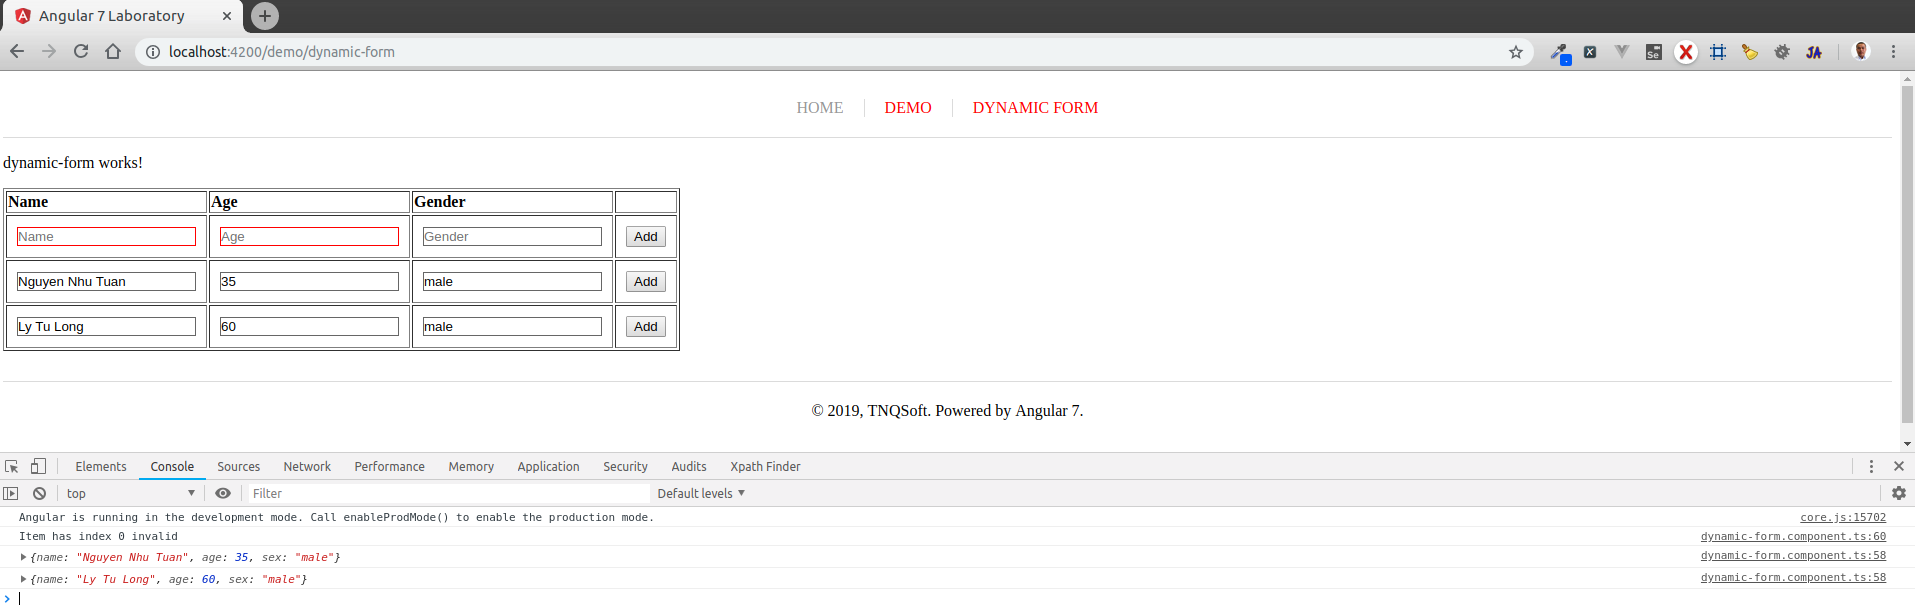 Angular 7 Laboratory
localhost:4200/demo/dynamic-form
Se JA
HOME DEMO DYNAMIC FORM
dynamic-form works!
Name Age Gender
Name Age Gender Add
Nguyen Nhu Tuan 35 male Add
Ly Tu Long 60 male Add
© 2019, TNQSoft. Powered by Angular 7.
Elements Console Sources Network Performance Memory Application Security Audits Xpath Finder
top Filter Default levels
Angular is running in the development mode. Call enableProdMode() to enable the production mode. core.js:15702
Item has index 0 invalid dynamic-form.component.ts:60
{name: "Nguyen Nhu Tuan", age: 35, sex: "male"} dynamic-form.component.ts:58
{name: "Ly Tu Long", age: 60, sex: "male"} dynamic-form.component.ts:58